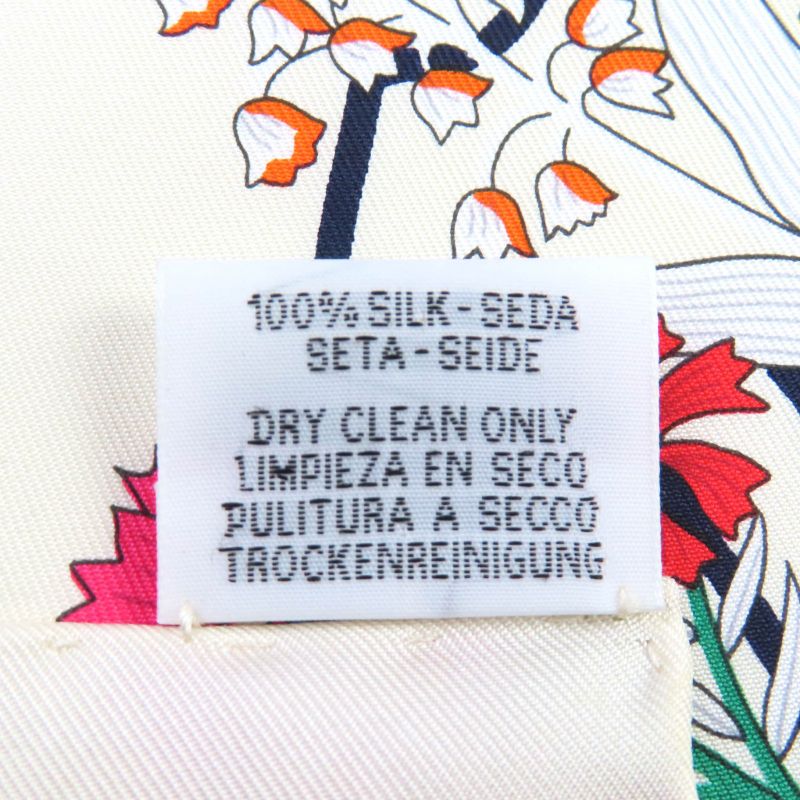 100% SILK-SEDA
SETA-SEIDE
DRY CLEAN ONLY
LIMPIEZA EN SECO
PULITURA A SECCO
TROCKENREINIGUNG